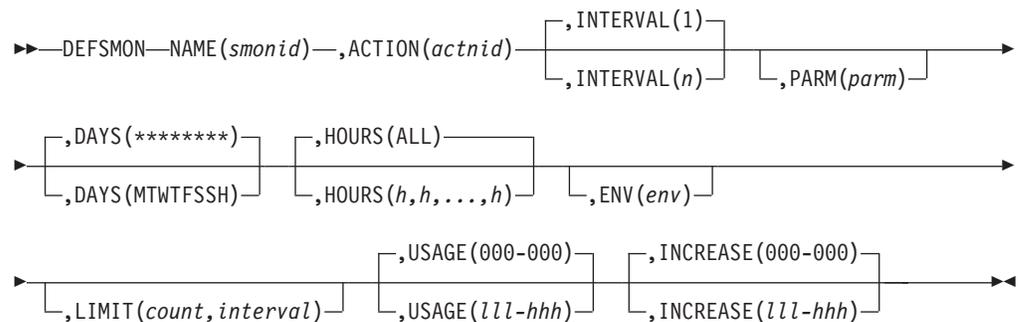 ,INTERVAL(1)
DEFSMON NAME(smonid) ,ACTION(actnid)
,INTERVAL(n) ,PARM(parm)
,DAYS(********) ,HOURS(ALL)
,DAYS(MTWTFSSH) ,HOURS(h,h,...,h) ,ENV(env)
,USAGE(000-000) ,INCREASE(000-000)
,LIMIT(count,interval) ,USAGE(lll-hhh) ,INCREASE(lll-hhh)